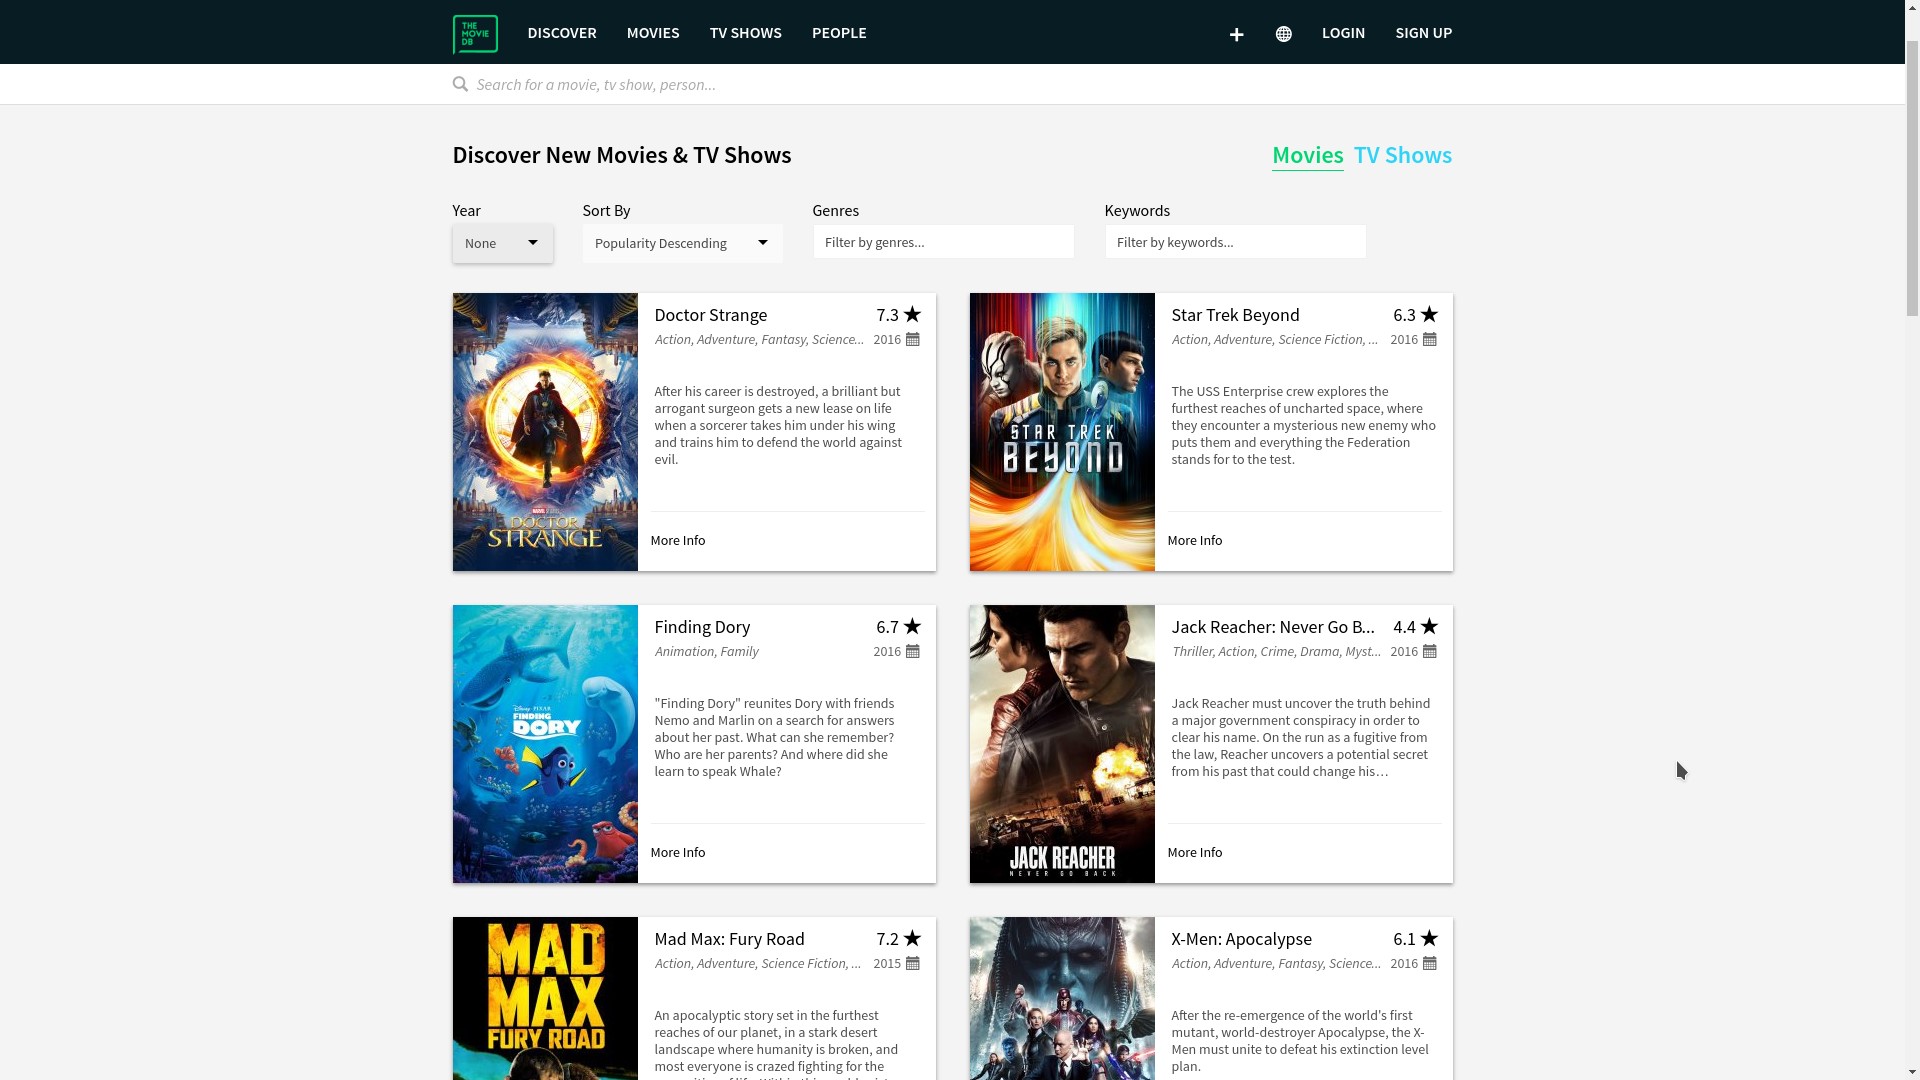 THE
MOVIE
DB
DISCOVER MOVIES TV SHOWS PEOPLE + LOGIN SIGN UP
Search for a movie, tv show, person...
Discover New Movies & TV Shows Movies TV Shows
Year Sort By Genres Keywords
None Popularity Descending Filter by genres... Filter by keywords...
Doctor Strange 7.3
Action, Adventure, Fantasy, Science... 2016
After his career is destroyed, a brilliant but
arrogant surgeon gets a new lease on life
when a sorcerer takes him under his wing
and trains him to defend the world against
evil.
More Info
DOCTOR
STRANGE
Star Trek Beyond 6.3
Action, Adventure, Science Fiction, ... 2016
The USS Enterprise crew explores the
furthest reaches of uncharted space, where
they encounter a mysterious new enemy who
puts them and everything the Federation
stands for to the test.
More Info
STAR TREK
BEYOND
Finding Dory 6.7
Animation, Family 2016
"Finding Dory" reunites Dory with friends
Nemo and Marlin on a search for answers
about her past. What can she remember?
Who are her parents? And where did she
learn to speak Whale?
More Info
Disney PIXAR
FINDING
DORY
Jack Reacher: Never Go B... 4.4
Thriller, Action, Crime, Drama, Myst... 2016
Jack Reacher must uncover the truth behind
a major government conspiracy in order to
clear his name. On the run as a fugitive from
the law, Reacher uncovers a potential secret
from his past that could change his…
More Info
JACK REACHER
NEVER GO BACK
Mad Max: Fury Road 7.2
Action, Adventure, Science Fiction, ... 2015
An apocalyptic story set in the furthest
reaches of our planet, in a stark desert
landscape where humanity is broken, and
most everyone is crazed fighting for the
MAD
MAX
FURY ROAD
X-Men: Apocalypse 6.1
Action, Adventure, Fantasy, Science... 2016
After the re-emergence of the world's first
mutant, world-destroyer Apocalypse, the X-
Men must unite to defeat his extinction level
plan.